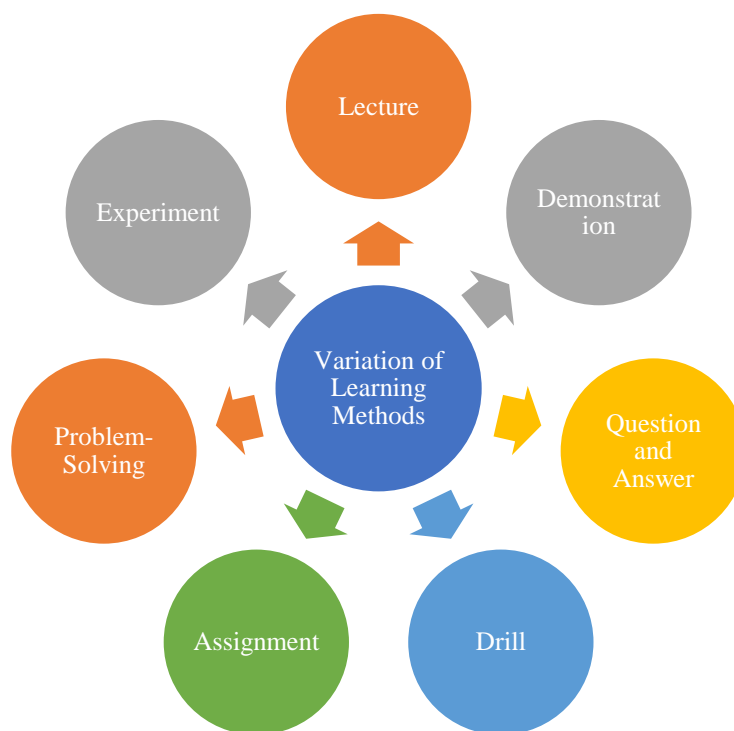 Lecture
Demonstrat
ion
Question
and
Answer
Drill
Assignment
Problem-
Solving
Experiment
Variation of
Learning
Methods